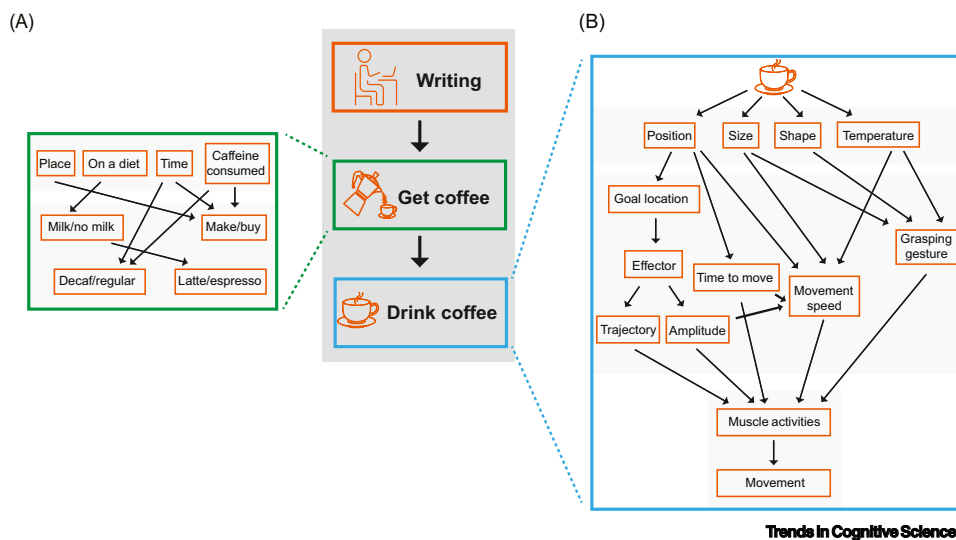 (A)
(B)
Writing
Get coffee
Drink coffee
Place
On a diet
Time
Caffeine
consumed
Milk/no milk
Make/buy
Decaf/regular
Latte/espresso
Position
Size
Shape
Temperature
Goal location
Grasping
gesture
Effector
Time to move
Movement
speed
Trajectory
Amplitude
Muscle activities
Movement
Trends in Cognitive Science